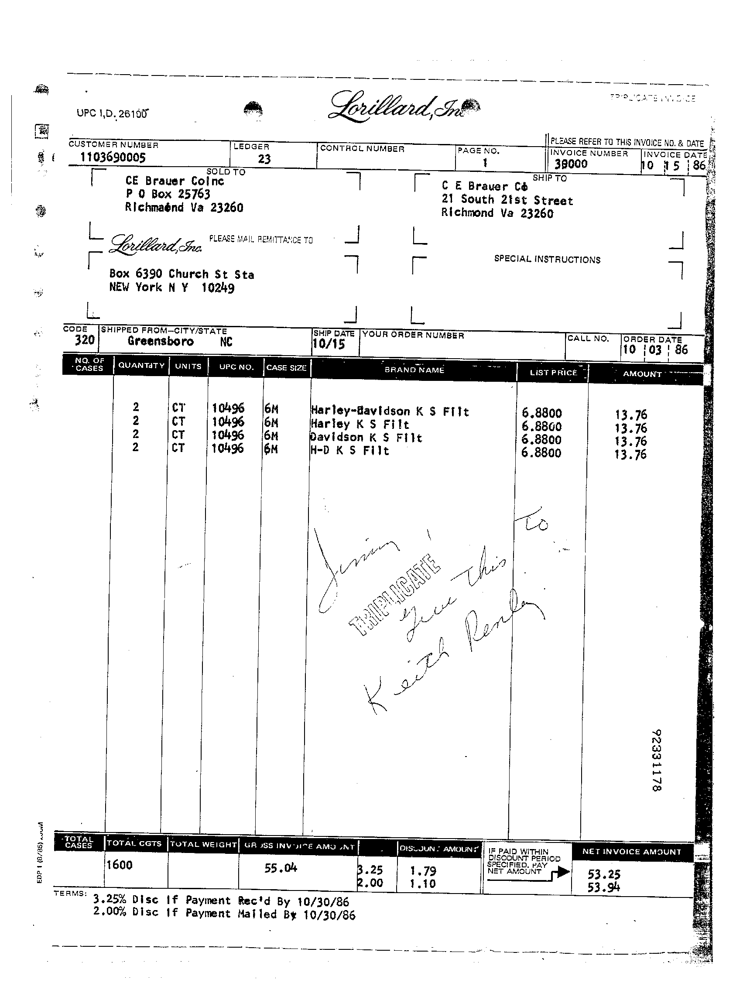 TRIPLICATE INVOICE
UPC 1,D. 26100
Lorillard, Inc
PLEASE REFER TO THIS INVOICE NO. & DATE
CUSTOMER NUMBER LEDGER CONTROL NUMBER PAGE NO. INVOICE NUMBER INVOICE DATE
1103690005 23 1 39000 10 15 86
SOLD TO
CE Brauer CoInc
P O Box 25763
Richmaend Va 23260
SHIP TO
C E Brauer Co
21 South 21st Street
Richmond Va 23260
Lorillard, Inc. PLEASE MAIL REMITTANCE TO
Box 6390 Church St Sta
NEW York N Y 10249
SPECIAL INSTRUCTIONS
CODE SHIPPED FROM—CITY/STATE SHIP DATE YOUR ORDER NUMBER CALL NO. ORDER DATE
320 Greensboro NC 10/15 10 03 86
NO. OF CASES QUANTITY UNITS UPC NO. CASE SIZE BRAND NAME LIST PRICE AMOUNT
2 CT 10496 6M Harley-Bavidson K S Filt 6.8800 13.76
2 CT 10496 6M Harley K S Filt 6.8800 13.76
2 CT 10496 6M Davidson K S Filt 6.8800 13.76
2 CT 10496 6M H-D K S Filt 6.8800 13.76
Jimmy
TRIPLICATE
Give This To
Keith
92331178
TOTAL CASES TOTAL CGTS TOTAL WEIGHT GROSS INVOICE AMOUNT DISCOUNT AMOUNT IF PAID WITHIN DISCOUNT PERIOD SPECIFIED, PAY NET AMOUNT NET INVOICE AMOUNT
1600 55.04 3.25 1.79 53.25
2.00 1.10 53.94
TERMS: 3.25% Disc If Payment Rec'd By 10/30/86
2.00% Disc If Payment Mailed By 10/30/86